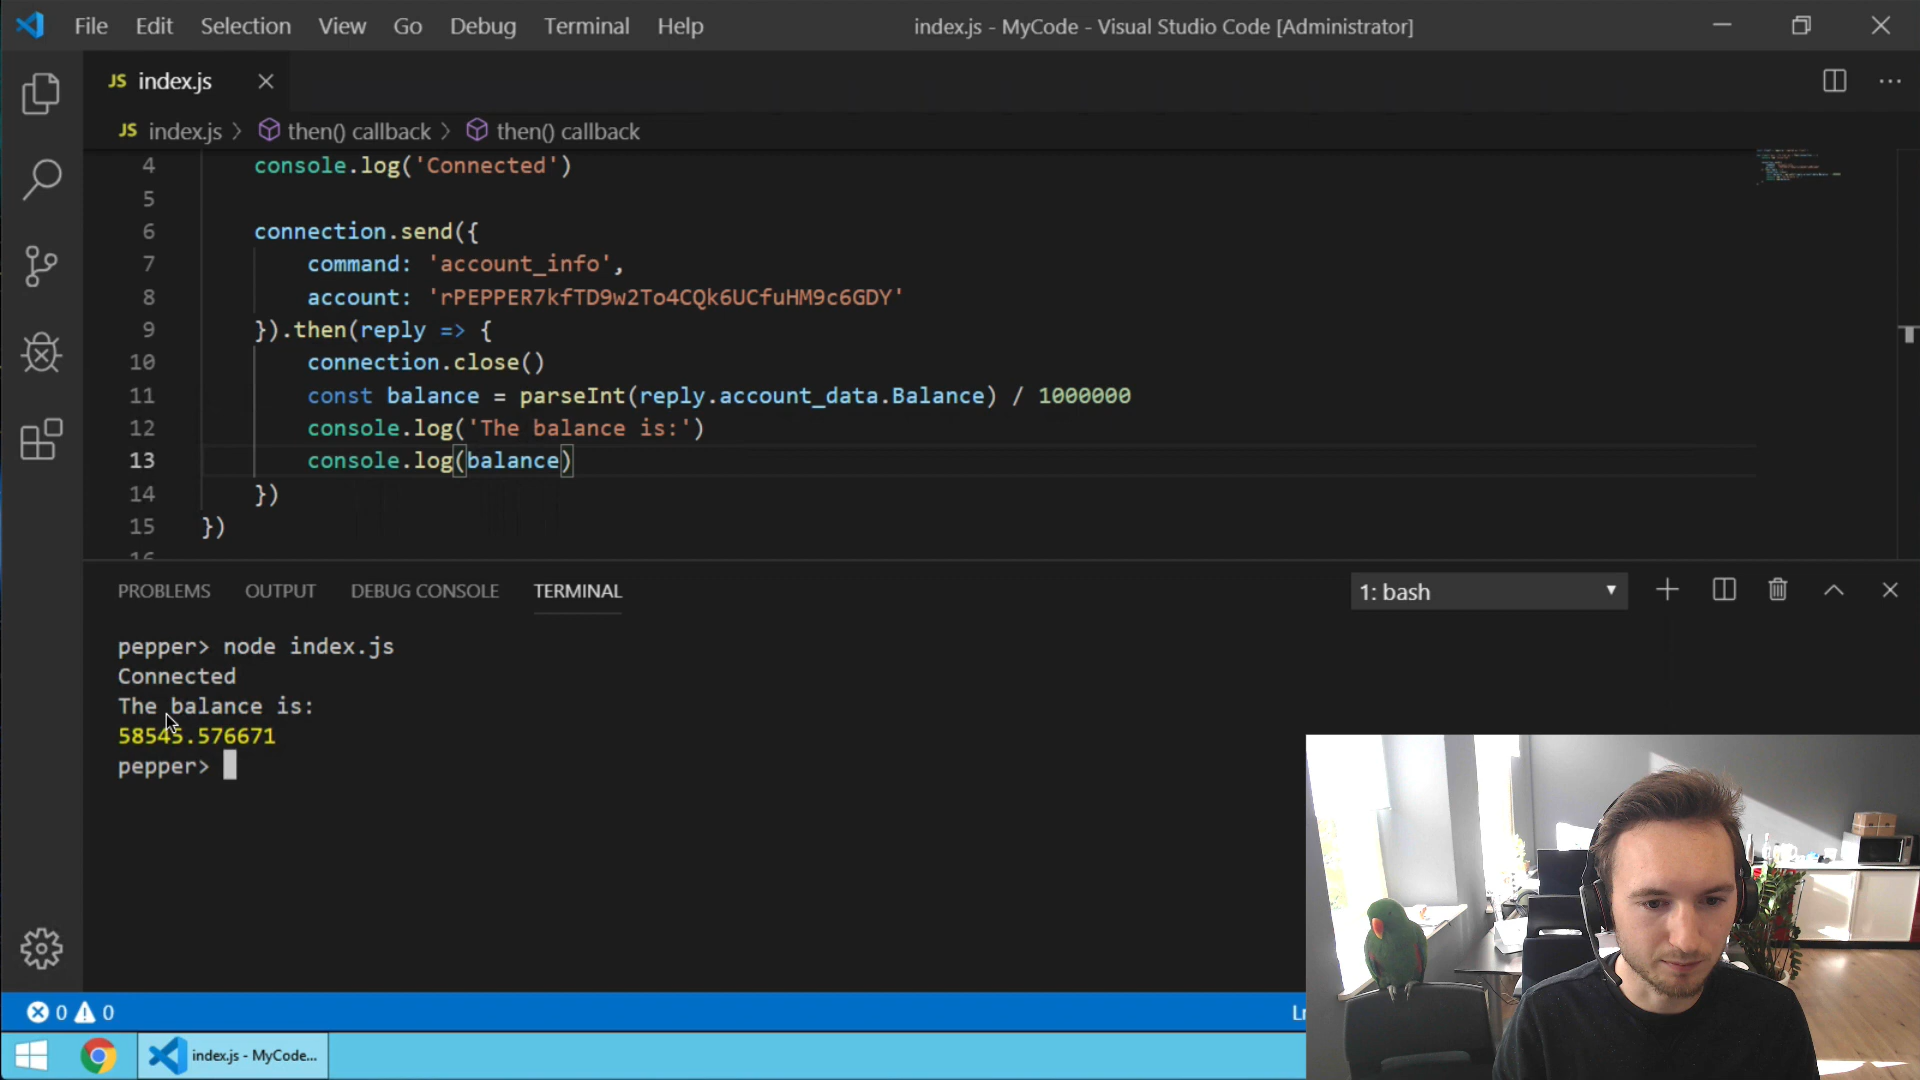 File Edit Selection View Go Debug Terminal Help index.js - MyCode - Visual Studio Code [Administrator]
JS index.js
JS index.js > then() callback > then() callback
4 console.log('Connected')
5
6 connection.send({
7 command: 'account_info',
8 account: 'rPEPPER7kfTD9w2To4CQk6UCfuHM9c6GDY'
9 }).then(reply => {
10 connection.close()
11 const balance = parseInt(reply.account_data.Balance) / 1000000
12 console.log('The balance is:')
13 console.log(balance)
14 })
15 })
16
PROBLEMS OUTPUT DEBUG CONSOLE TERMINAL 1: bash
pepper> node index.js
Connected
The balance is:
58545.576671
pepper>
0 0 Ln
index.js - MyCode...